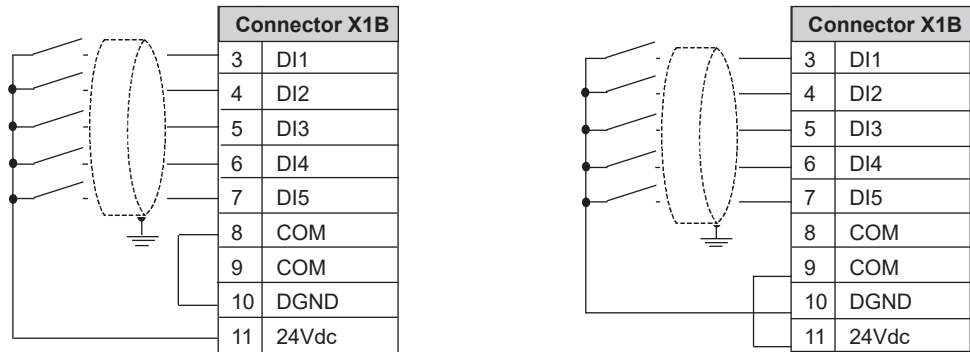 Connector X1B
3 DI1
4 DI2
5 DI3
6 DI4
7 DI5
8 COM
9 COM
10 DGND
11 24Vdc
Connector X1B
3 DI1
4 DI2
5 DI3
6 DI4
7 DI5
8 COM
9 COM
10 DGND
11 24Vdc